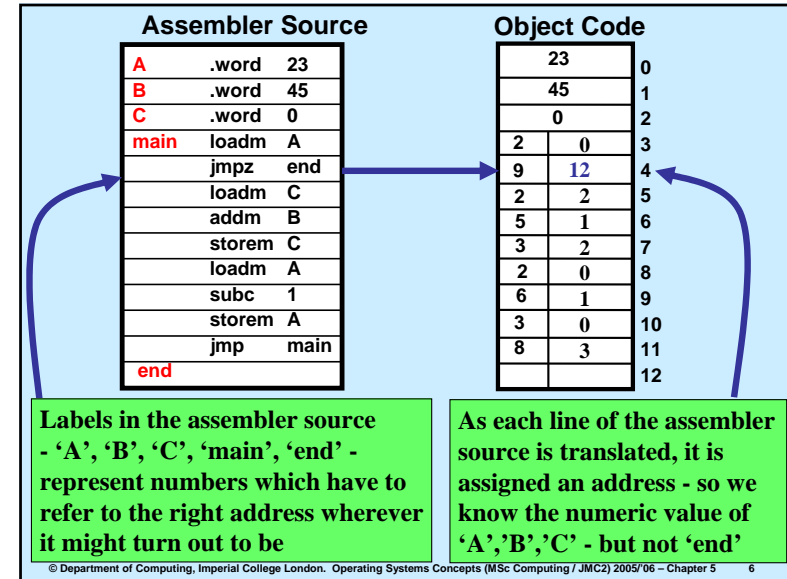 Assembler Source
A .word 23
B .word 45
C .word 0
main loadm A
jmpz end
loadm C
addm B
storem C
loadm A
subc 1
storem A
jmp main
end
Object Code
23 0
45 1
0 2
2 0 3
9 12 4
2 2 5
5 1 6
3 2 7
2 0 8
6 1 9
3 0 10
8 3 11
12
Labels in the assembler source
- ‘A’, ‘B’, ‘C’, ‘main’, ‘end’ -
represent numbers which have to
refer to the right address wherever
it might turn out to be
As each line of the assembler
source is translated, it is
assigned an address - so we
know the numeric value of
‘A’,’B’,’C’ - but not ‘end’
© Department of Computing, Imperial College London. Operating Systems Concepts (MSc Computing / JMC2) 2005/’06 – Chapter 5 6